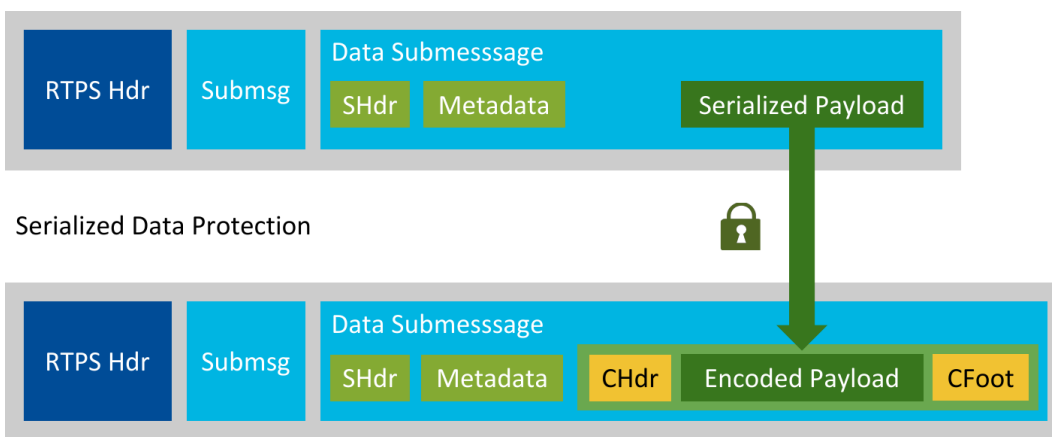 Data Submesssage
RTPS Hdr
Submsg
SHdr
Metadata
Serialized Payload
Serialized Data Protection
Data Submesssage
RTPS Hdr
Submsg
SHdr
Metadata
CHdr
Encoded Payload
CFoot